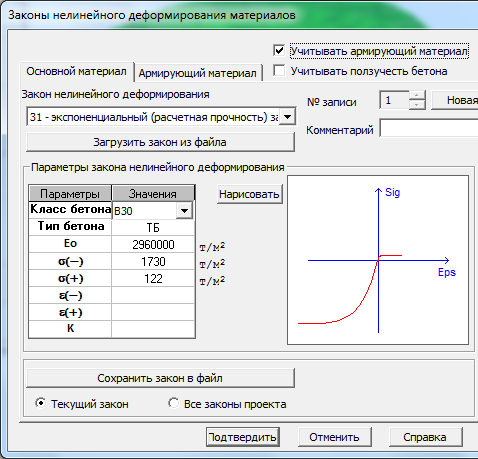 Законы нелинейного деформирования материалов
Учитывать армирующий материал
Основной материал
Армирующий материал
Учитывать ползучесть бетона
Закон нелинейного деформирования
31 - экспоненциальный (расчетная прочность) за
№ записи
1
Новая
Загрузить закон из файла
Комментарий
Параметры закона нелинейного деформирования
Параметры Значения
Класс бетона B30
Тип бетона ТБ
Eo 2960000 т/м²
σ(−) 1730 т/м²
σ(+) 122 т/м²
ε(−)
ε(+)
K
Нарисовать
Sig
Eps
Сохранить закон в файл
Текущий закон
Все законы проекта
Подтвердить
Отменить
Справка